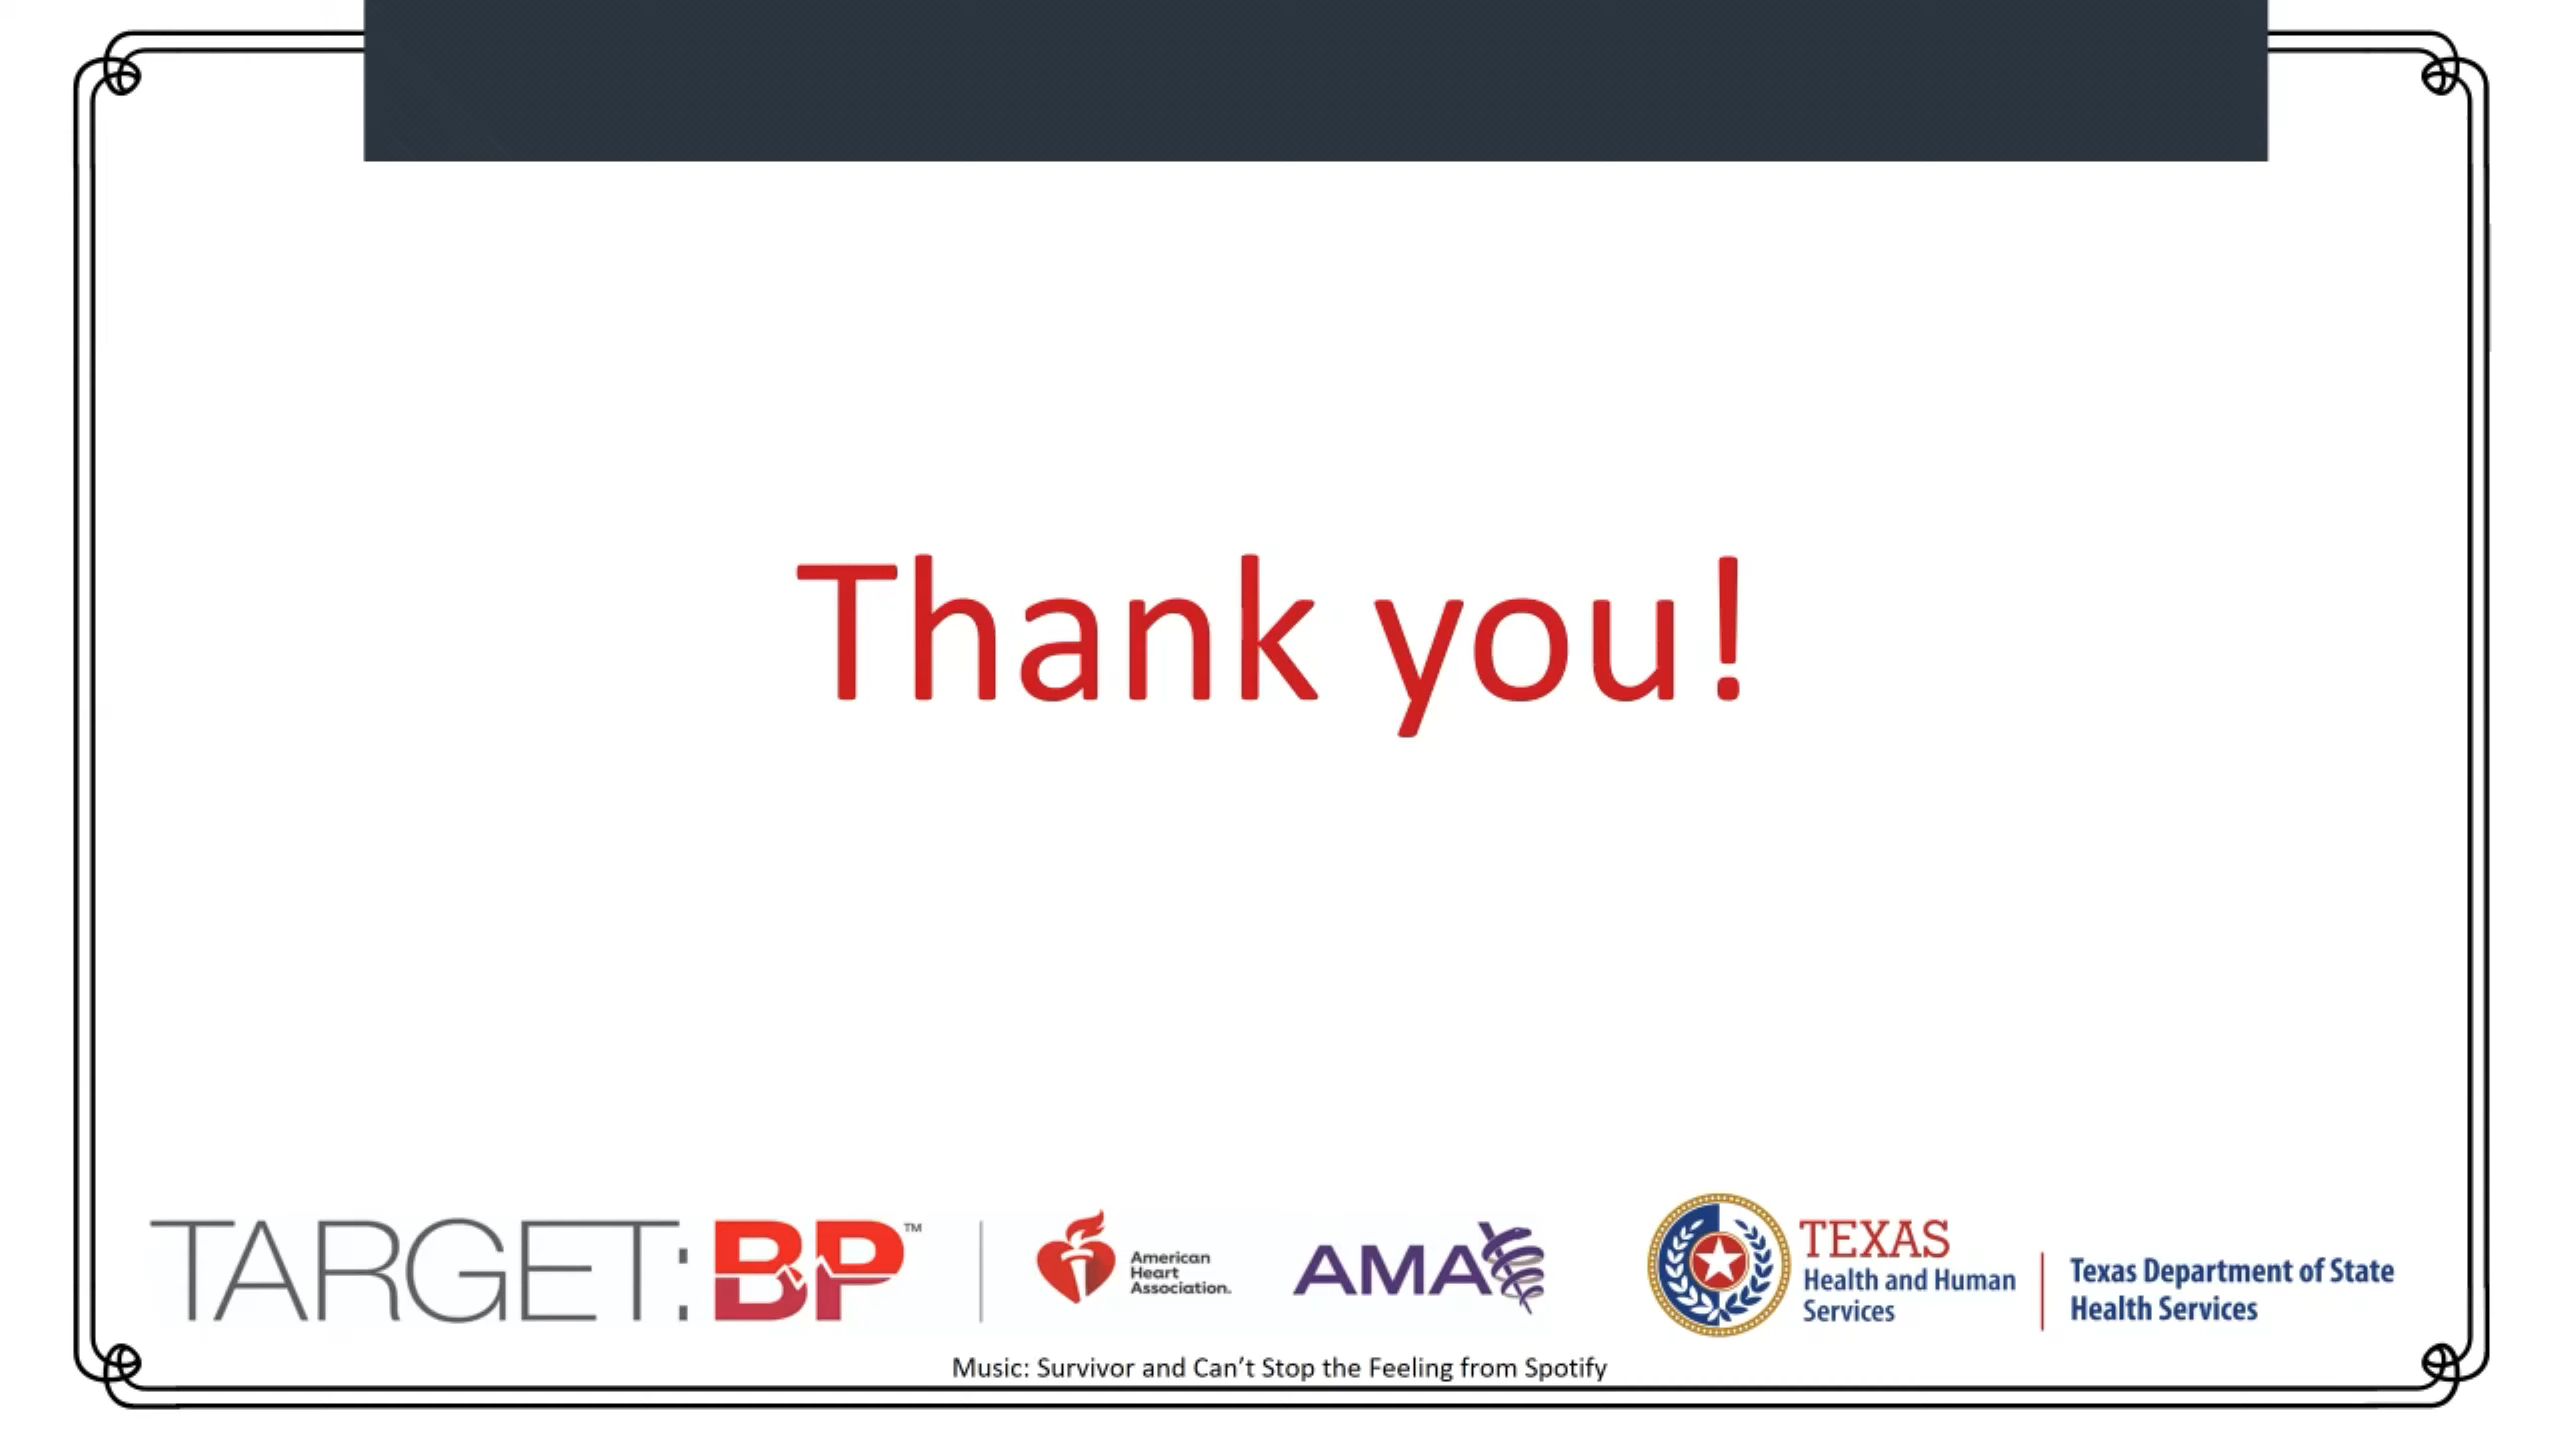 Thank you!
TARGET:BP™
American
Heart
Association.
AMA
TEXAS
Health and Human
Services
Texas Department of State
Health Services
Music: Survivor and Can’t Stop the Feeling from Spotify